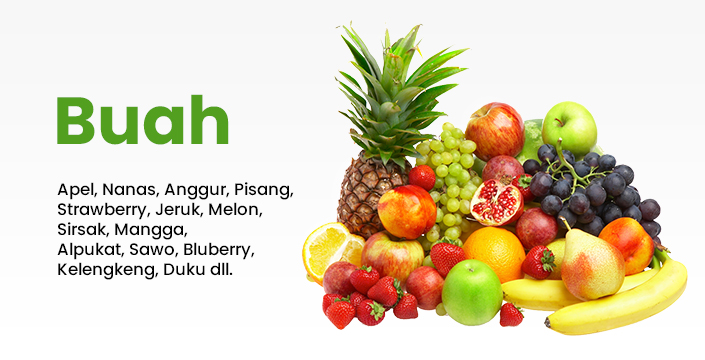 Buah
Apel, Nanas, Anggur, Pisang,
Strawberry, Jeruk, Melon,
Sirsak, Mangga,
Alpukat, Sawo, Bluberry,
Kelengkeng, Duku dll.